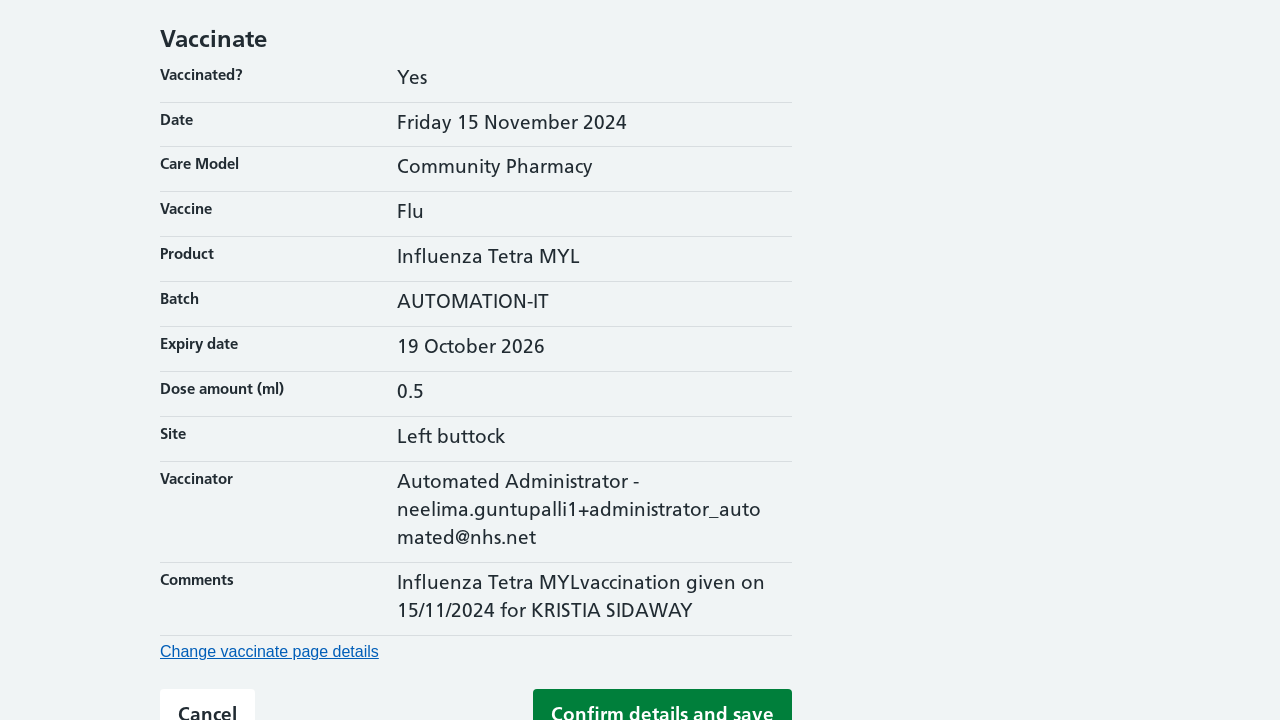 Vaccinate
Vaccinated? Yes
Date Friday 15 November 2024
Care Model Community Pharmacy
Vaccine Flu
Product Influenza Tetra MYL
Batch AUTOMATION-IT
Expiry date 19 October 2026
Dose amount (ml) 0.5
Site Left buttock
Vaccinator Automated Administrator -
neelima.guntupalli1+administrator_auto
mated@nhs.net
Comments Influenza Tetra MYLvaccination given on
15/11/2024 for KRISTIA SIDAWAY
Change vaccinate page details
Cancel Confirm details and save